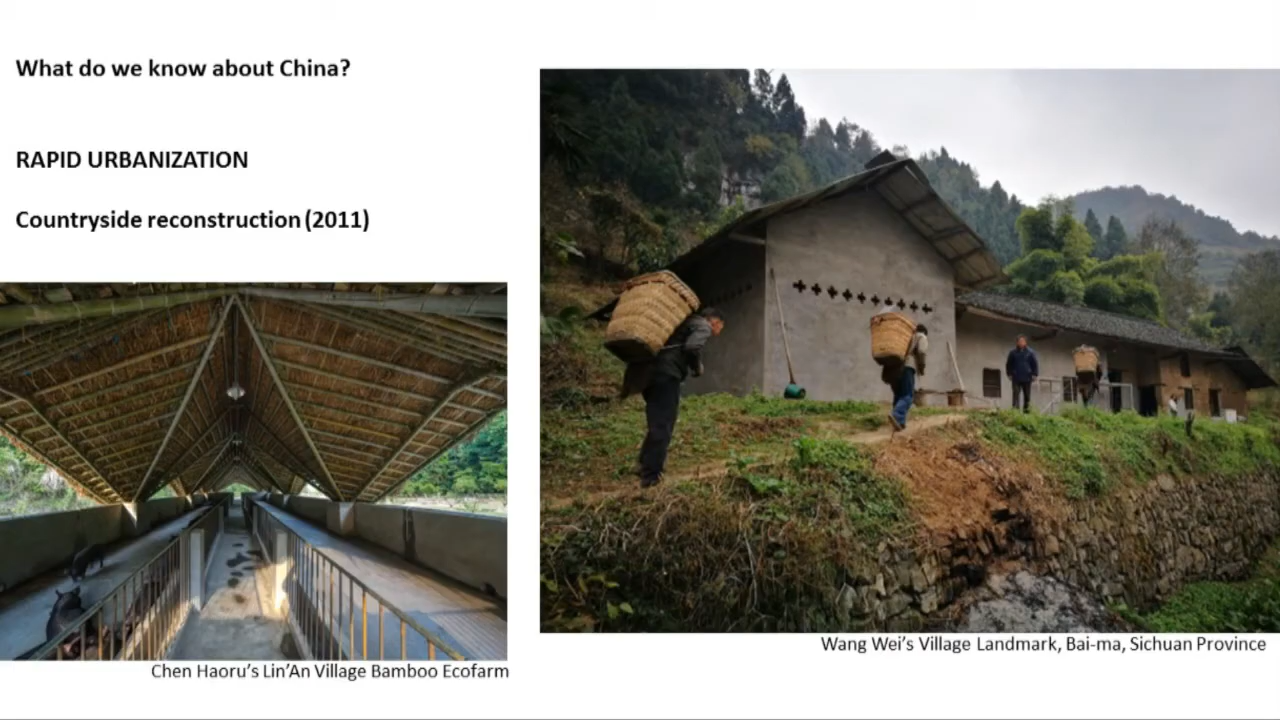 What do we know about China?
RAPID URBANIZATION
Countryside reconstruction (2011)
Chen Haoru's Lin'An Village Bamboo Ecofarm
Wang Wei's Village Landmark, Bai-ma, Sichuan Province